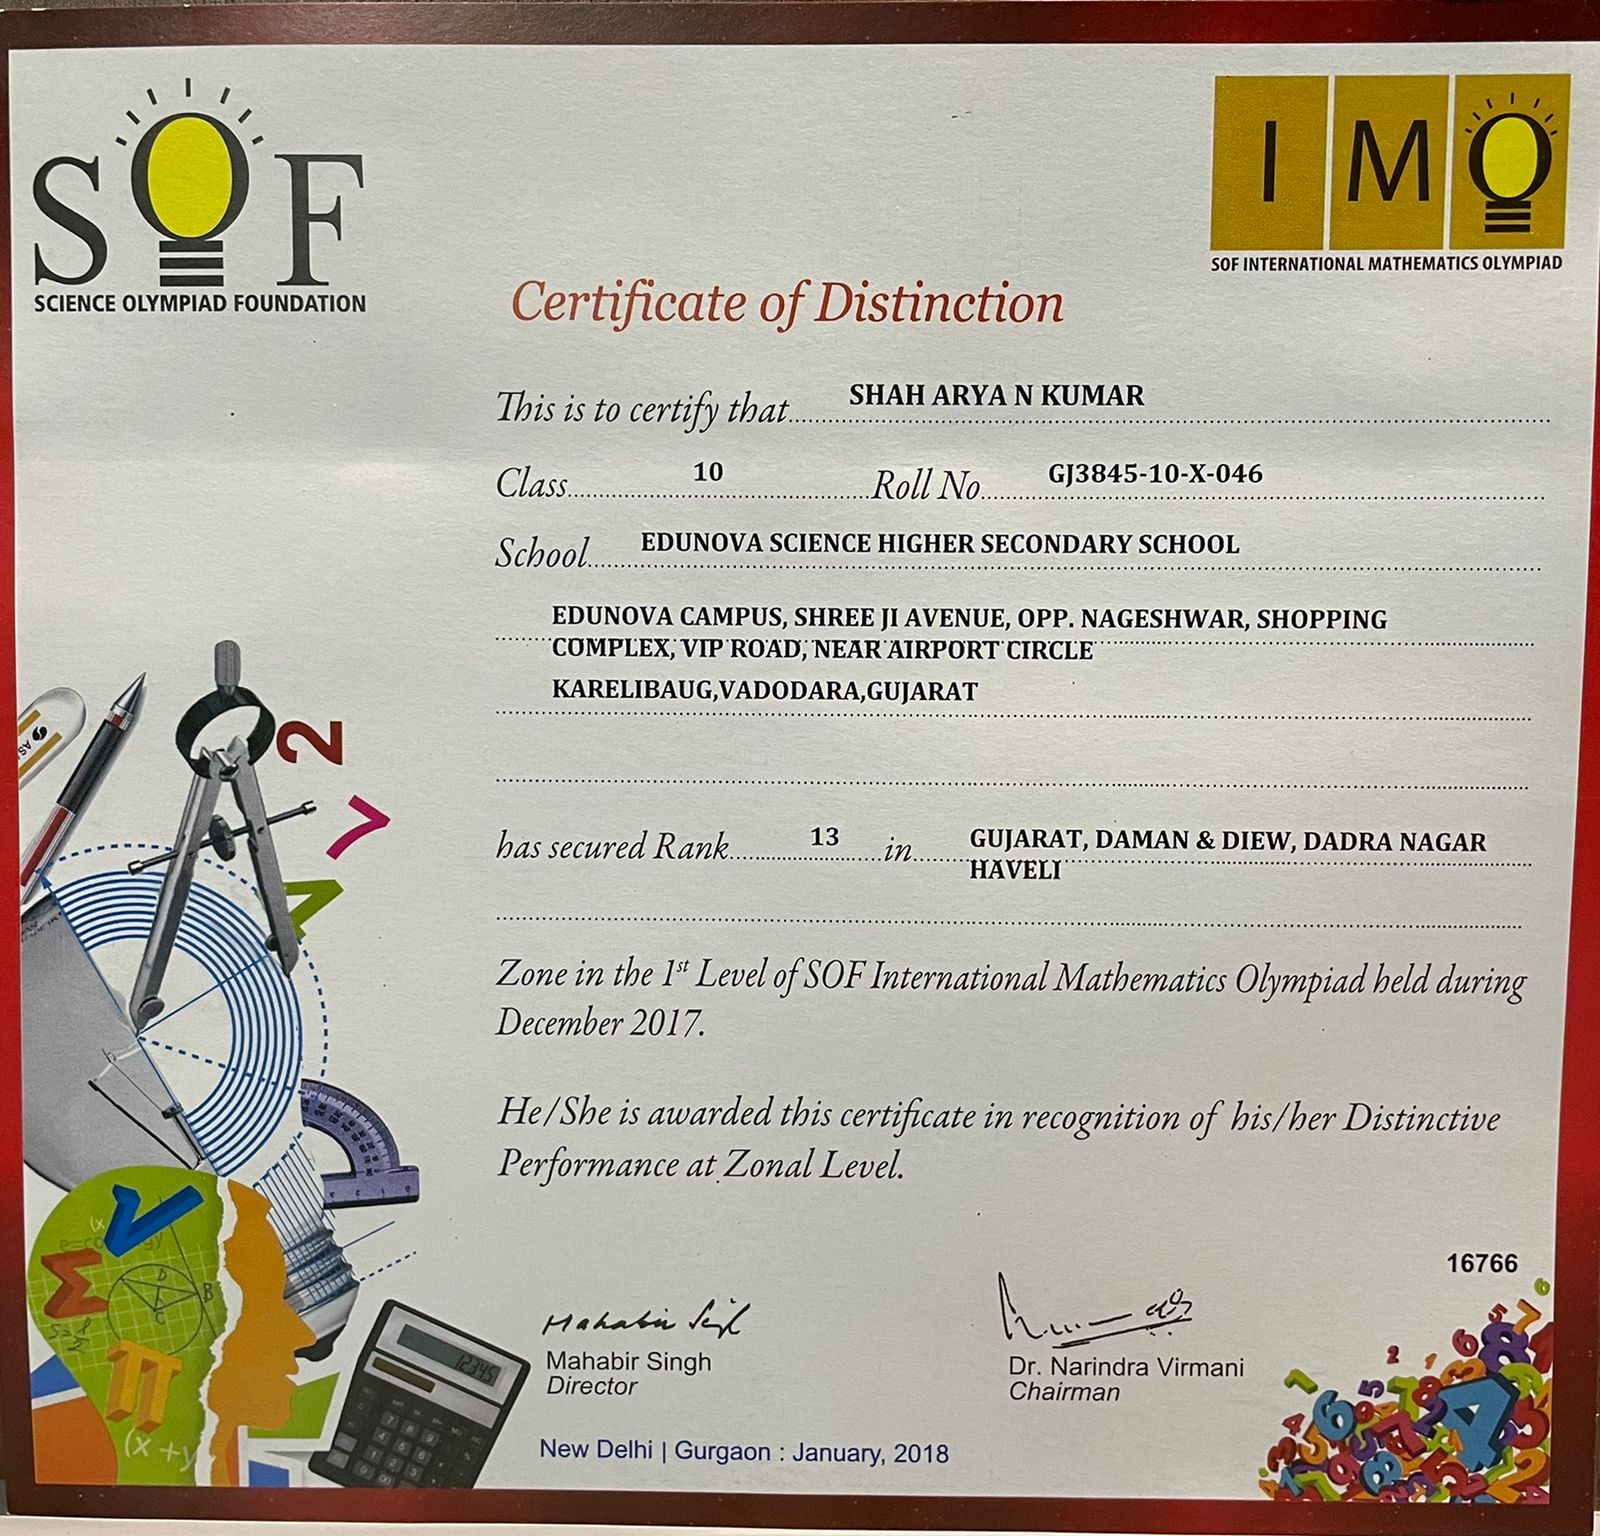 SOF
SCIENCE OLYMPIAD FOUNDATION
IMO
SOF INTERNATIONAL MATHEMATICS OLYMPIAD
Certificate of Distinction
This is to certify that SHAH ARYA N KUMAR
Class 10 Roll No GJ3845-10-X-046
School EDUNOVA SCIENCE HIGHER SECONDARY SCHOOL
EDUNOVA CAMPUS, SHREE JI AVENUE, OPP. NAGESHWAR, SHOPPING
COMPLEX, VIP ROAD, NEAR AIRPORT CIRCLE
KARELIBAUG,VADODARA,GUJARAT
has secured Rank 13 in GUJARAT, DAMAN & DIEW, DADRA NAGAR
HAVELI
Zone in the 1st Level of SOF International Mathematics Olympiad held during
December 2017.
He/She is awarded this certificate in recognition of his/her Distinctive
Performance at Zonal Level.
16766
Mahabir Singh
Mahabir Singh
Director
Dr. Narindra Virmani
Chairman
New Delhi | Gurgaon : January, 2018
12345